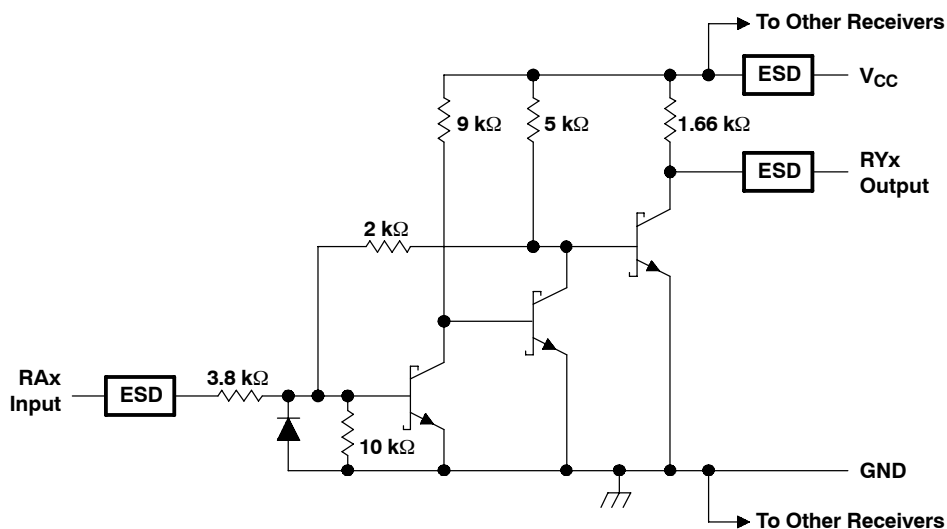 To Other Receivers
ESD
VCC
9 kΩ
5 kΩ
1.66 kΩ
ESD
RYx
Output
2 kΩ
RAx
Input
ESD
3.8 kΩ
10 kΩ
GND
To Other Receivers